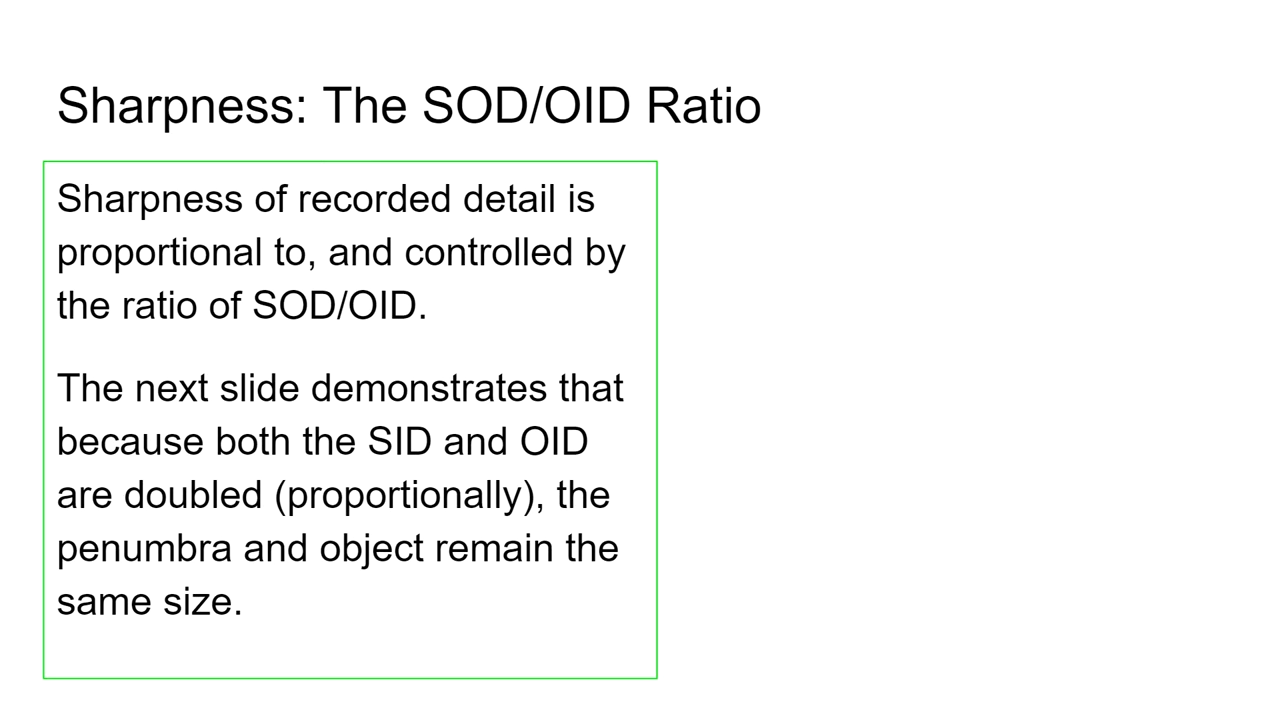 Sharpness: The SOD/OID Ratio
Sharpness of recorded detail is
proportional to, and controlled by
the ratio of SOD/OID.
The next slide demonstrates that
because both the SID and OID
are doubled (proportionally), the
penumbra and object remain the
same size.